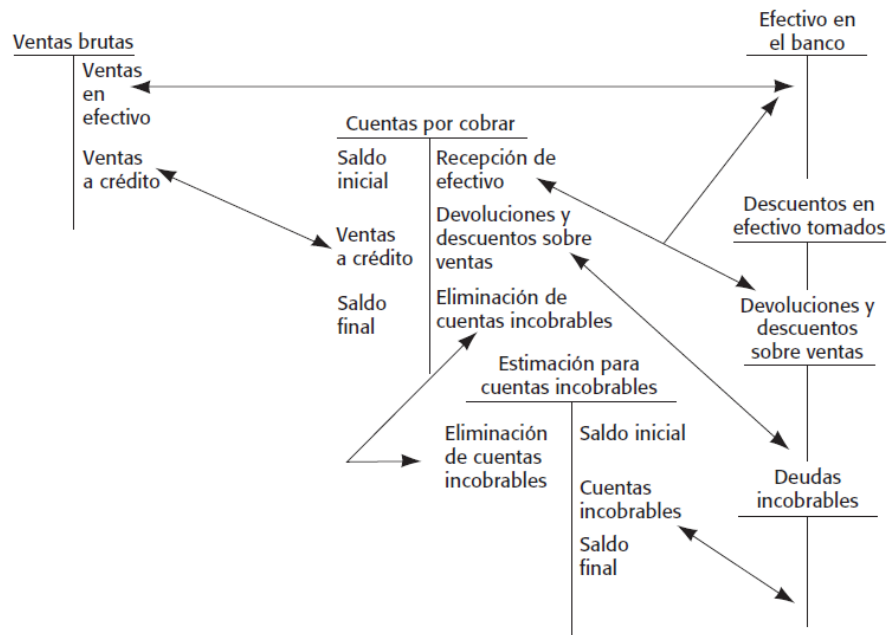 Ventas brutas
Ventas
en
efectivo
Ventas
a crédito
Efectivo en
el banco
Cuentas por cobrar
Saldo
inicial
Ventas
a crédito
Saldo
final
Recepción de
efectivo
Devoluciones y
descuentos sobre
ventas
Eliminación de
cuentas incobrables
Descuentos en
efectivo tomados
Devoluciones y
descuentos
sobre ventas
Estimación para
cuentas incobrables
Eliminación
de cuentas
incobrables
Saldo inicial
Cuentas
incobrables
Saldo
final
Deudas
incobrables